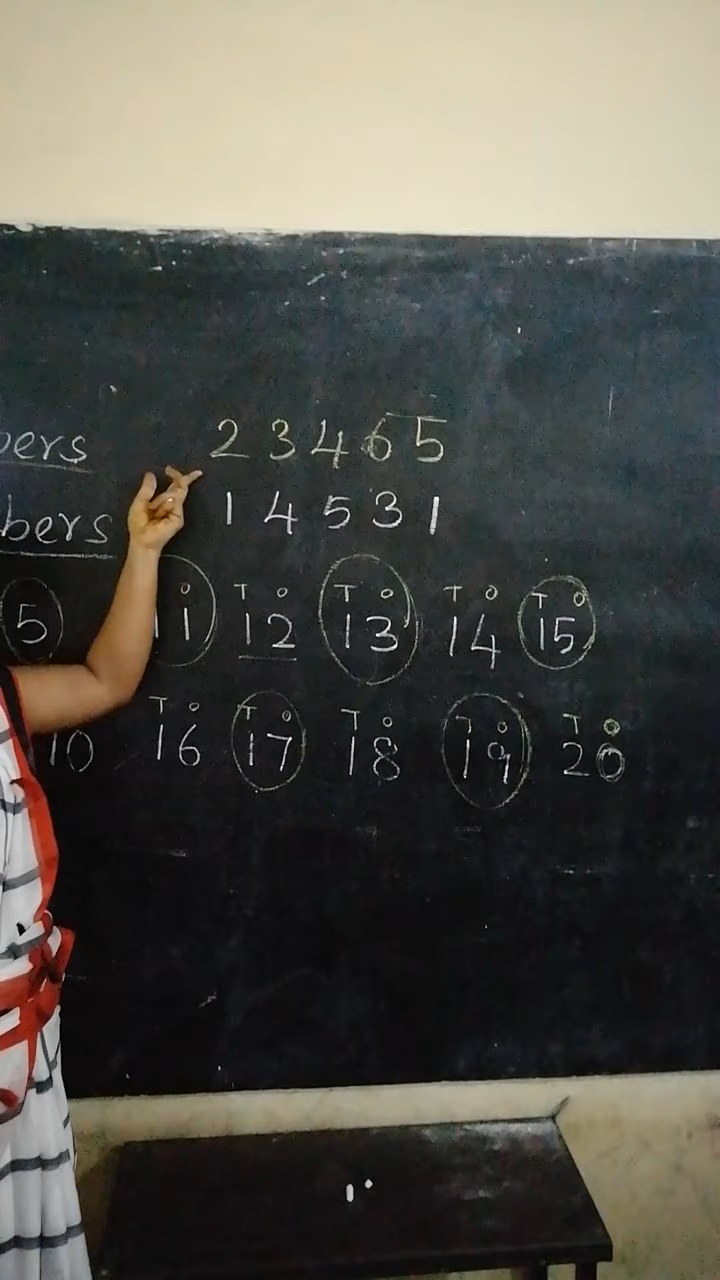 bers 2 3 4 6 5
bers 1 4 5 3 1
O T O T O T O T O
5 11 12 13 14 15
T O T O T O T O T O
10 16 17 18 19 20